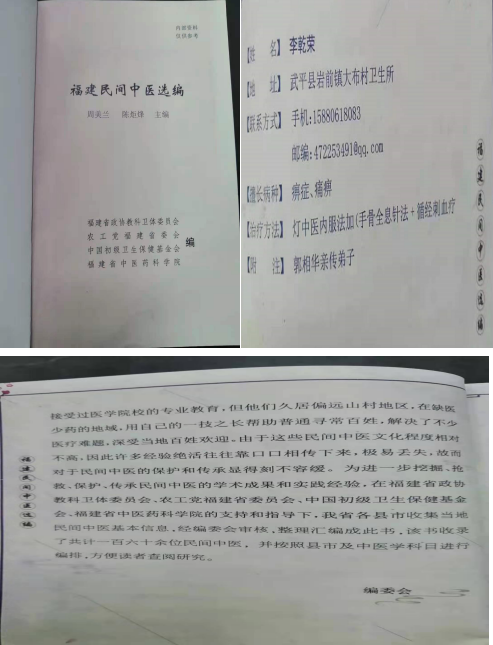 内部资料
仅供参考
福建民间中医选编
周美兰 陈炬锋 主编
福建省政协教科卫体委员会
农工党福建省委会
中国初级卫生保健基金会
福建省中医药科学院
编
【姓 名】 李乾荣
【地 址】 武平县岩前镇大布村卫生所
【联系方式】 手机:15880618083
邮编:472253491@qq.com
【擅长病种】 痹症、痛痹
【治疗方法】 灯中医内服法加(手骨全息针法+循经刺血疗
【附 注】 郭相华亲传弟子
福建民间中医选编
接受过医学院校的专业教育,但他们久居偏远山村地区,在缺医
少药的地域,用自己的一技之长帮助普通寻常百姓,解决了不少
医疗难题,深受当地百姓欢迎。由于这些民间中医文化程度相对
不高,因此许多经验绝活往往靠口口相传下来,极易丢失,故而
对于民间中医的保护和传承显得刻不容缓。为进一步挖掘、抢
救、保护、传承民间中医的学术成果和实践经验,在福建省政协
教科卫体委员会、农工党福建省委员会、中国初级卫生保健基金
会、福建省中医药科学院的支持和指导下,我省各县市收集当地
民间中医基本信息,经编委会审核,整理汇编成此书,该书收录
了共计一百六十余位民间中医,并按照县市及中医学科目进行
编排,方便读者查阅研究。
编委会
福建民间中医选编